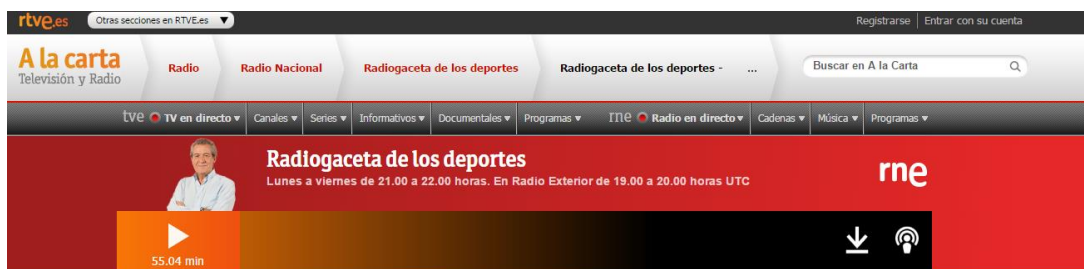 rtve.es Otras secciones en RTVE.es ▼ Registrarse | Entrar con su cuenta
A la carta
Televisión y Radio
Radio Radio Nacional Radiogaceta de los deportes Radiogaceta de los deportes - ... Buscar en A la Carta
tve TV en directo ▾ Canales ▾ Series ▾ Informativos ▾ Documentales ▾ Programas ▾ rne Radio en directo ▾ Cadenas ▾ Música ▾ Programas ▾
Radiogaceta de los deportes
Lunes a viernes de 21.00 a 22.00 horas. En Radio Exterior de 19.00 a 20.00 horas UTC
rne
55.04 min